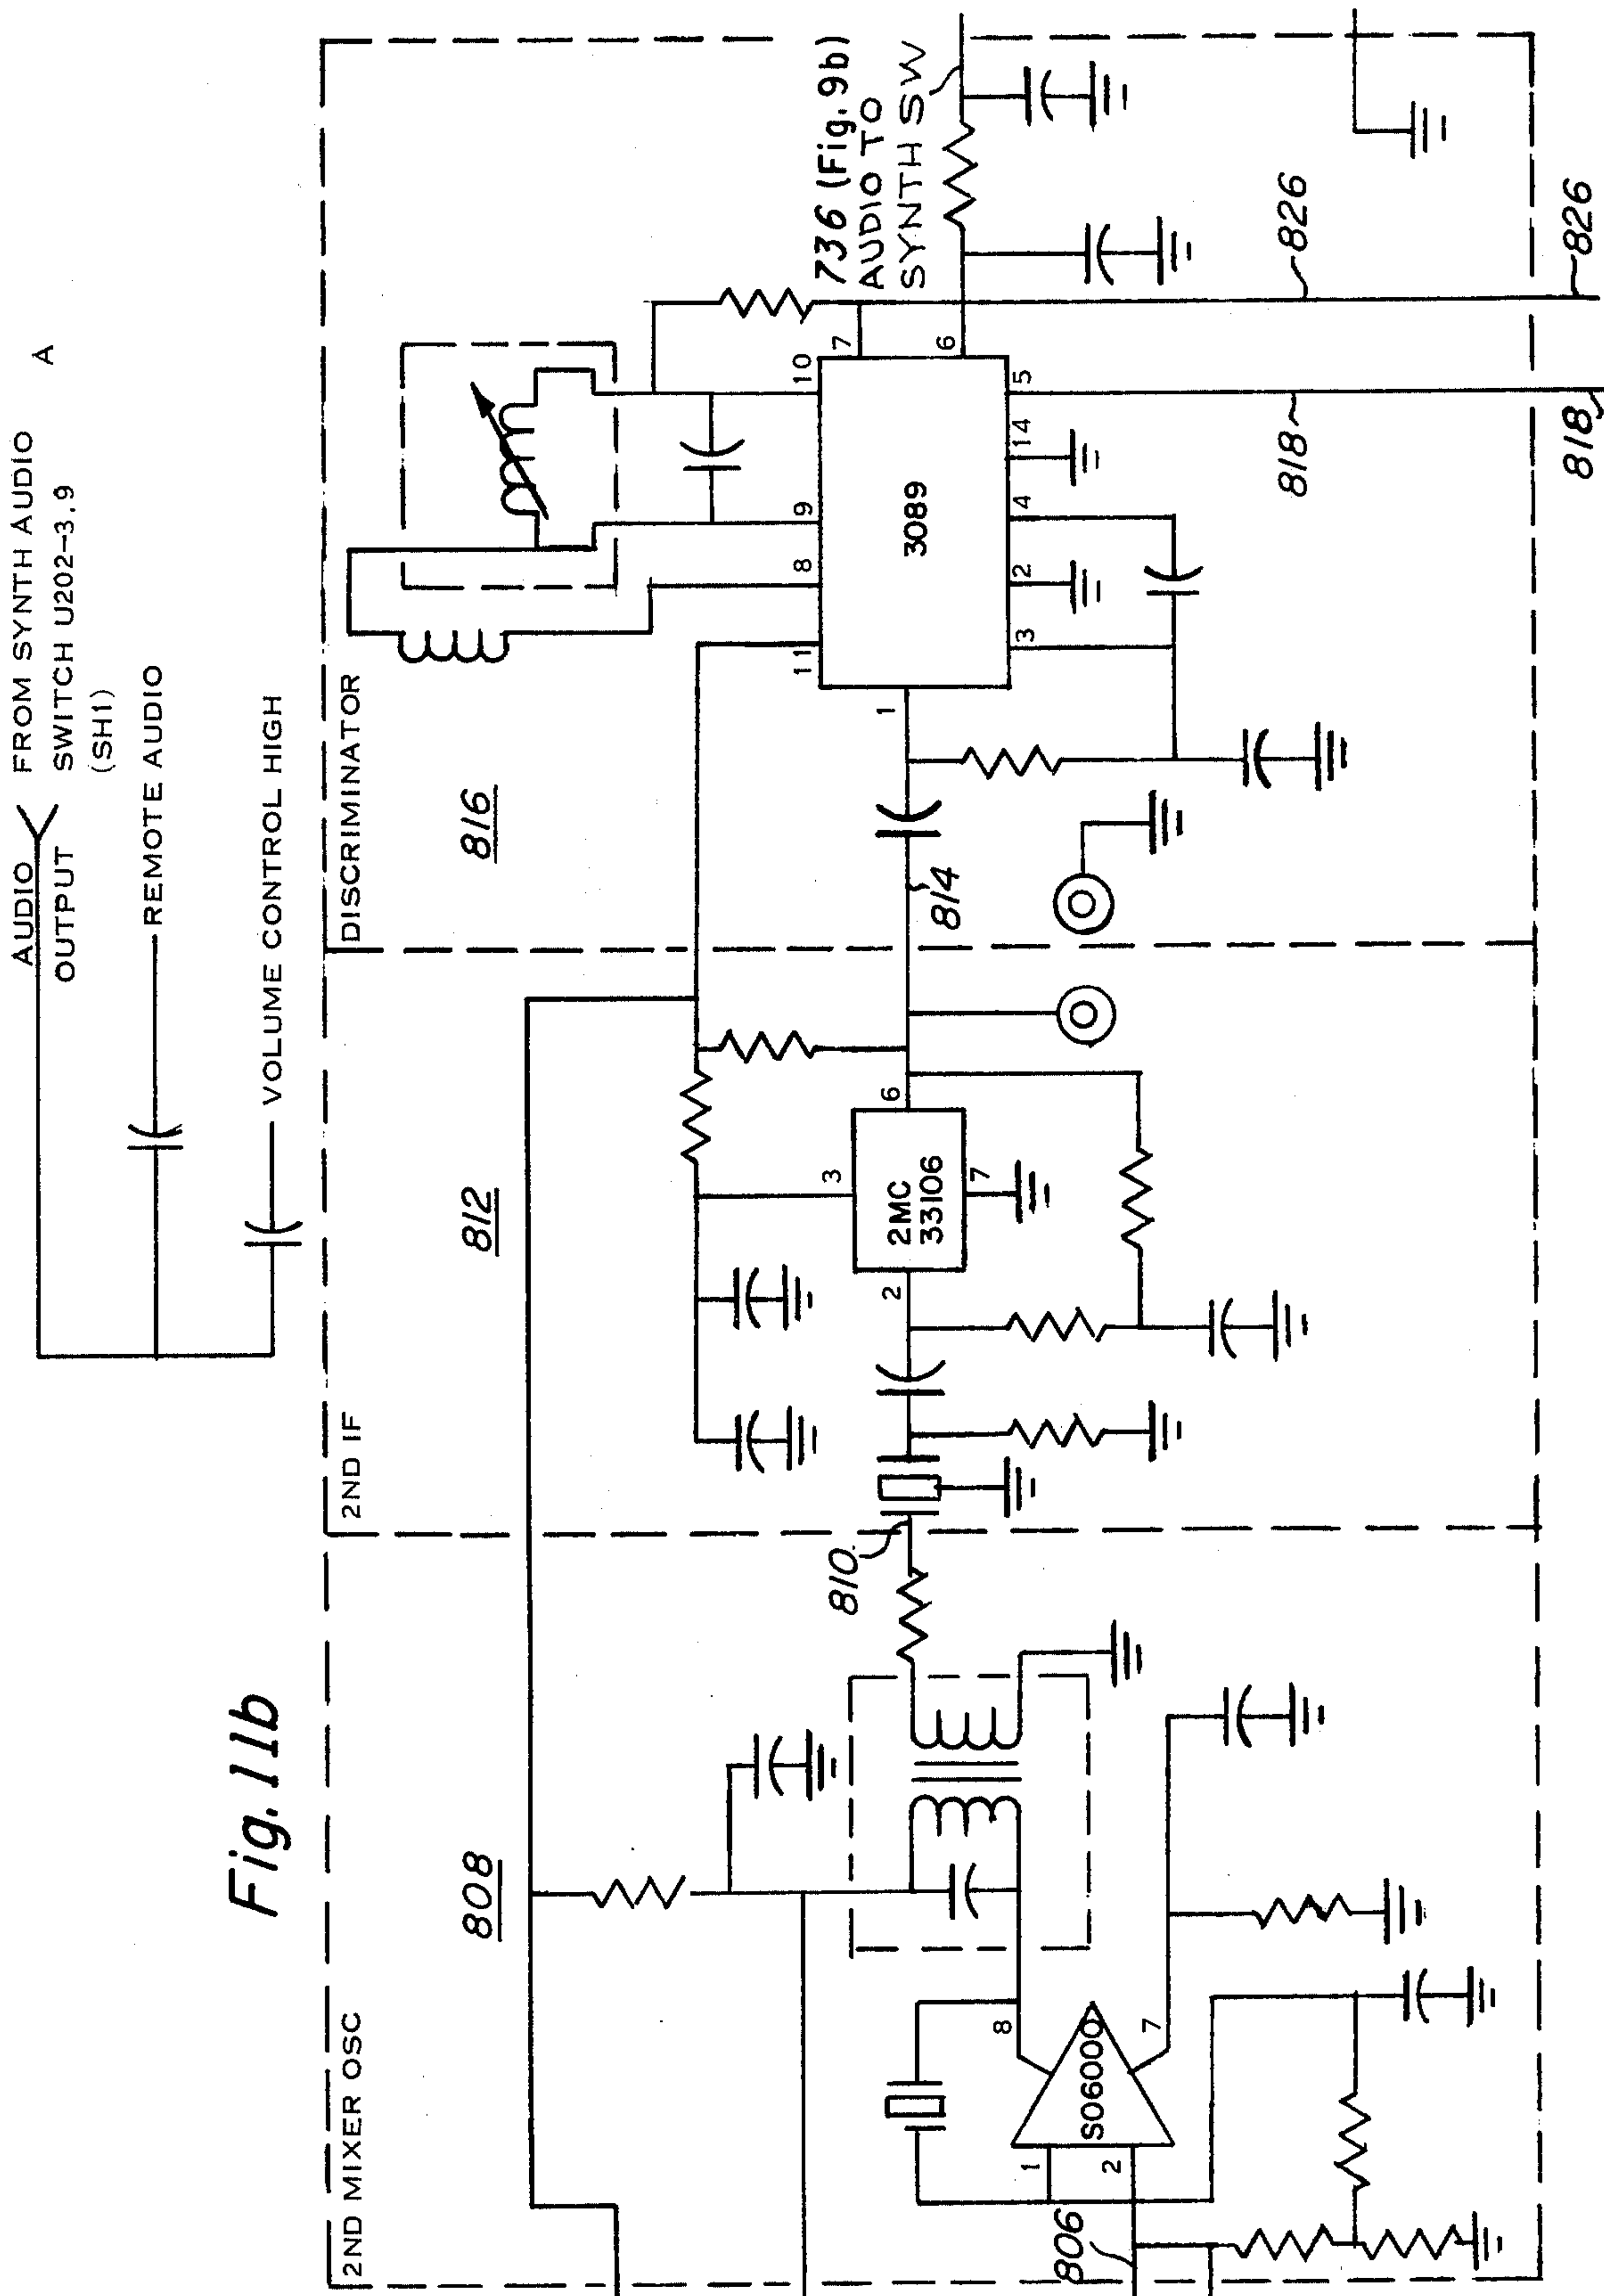 Fig. 11b
AUDIO
OUTPUT
FROM SYNTH AUDIO
SWITCH U202-3,9
(SH1)
A
REMOTE AUDIO
VOLUME CONTROL HIGH
2ND MIXER OSC
2ND IF
DISCRIMINATOR
808
812
816
736 (Fig. 9b)
AUDIO TO
SYNTH SW
806
1
2
SO6000
8
7
810
2
3
2MC
33106
6
7
814
1
11
8
9
10
3089
7
6
3
2
4
14
5
818
826
818
826